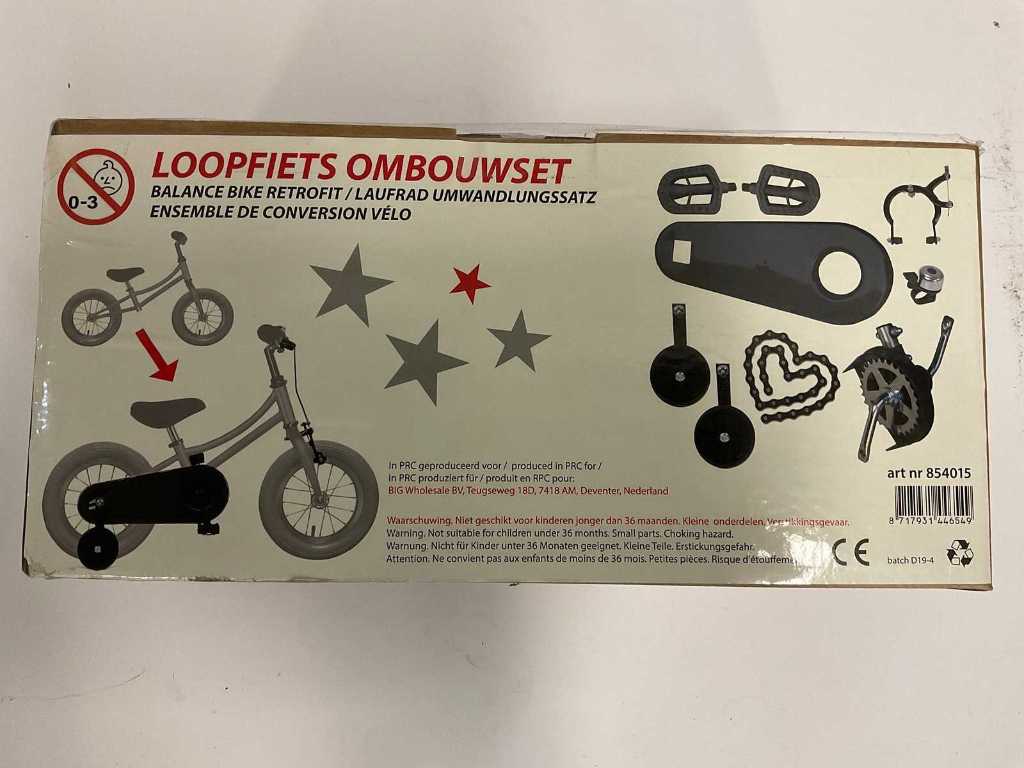 0-3
LOOPFIETS OMBOUWSET
BALANCE BIKE RETROFIT / LAUFRAD UMWANDLUNGSSATZ
ENSEMBLE DE CONVERSION VÉLO
In PRC geproduceerd voor / produced in PRC for /
In PRC produziert für / produit en RPC pour:
BIG Wholesale BV, Teugseweg 18D, 7418 AM, Deventer, Nederland
Waarschuwing. Niet geschikt voor kinderen jonger dan 36 maanden. Kleine onderdelen. Verstikkingsgevaar.
Warning. Not suitable for children under 36 months. Small parts. Choking hazard.
Warnung. Nicht für Kinder unter 36 Monaten geeignet. Kleine Teile. Erstickungsgefahr.
Attention. Ne convient pas aux enfants de moins de 36 mois. Petites pièces. Risque d'étouffement
CE
art nr 854015
8 717931 446549
batch D19-4